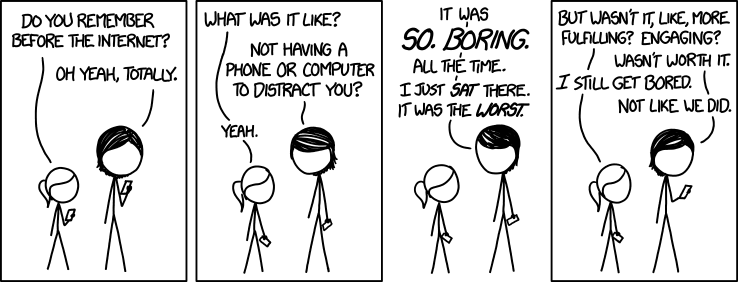 DO YOU REMEMBER
BEFORE THE INTERNET?
OH YEAH, TOTALLY.
WHAT WAS IT LIKE?
NOT HAVING A
PHONE OR COMPUTER
TO DISTRACT YOU?
YEAH.
IT WAS
SO. BORING.
ALL THE TIME.
I JUST SAT THERE.
IT WAS THE WORST.
BUT WASN'T IT, LIKE, MORE
FULFILLING? ENGAGING?
WASN'T WORTH IT.
I STILL GET BORED.
NOT LIKE WE DID.